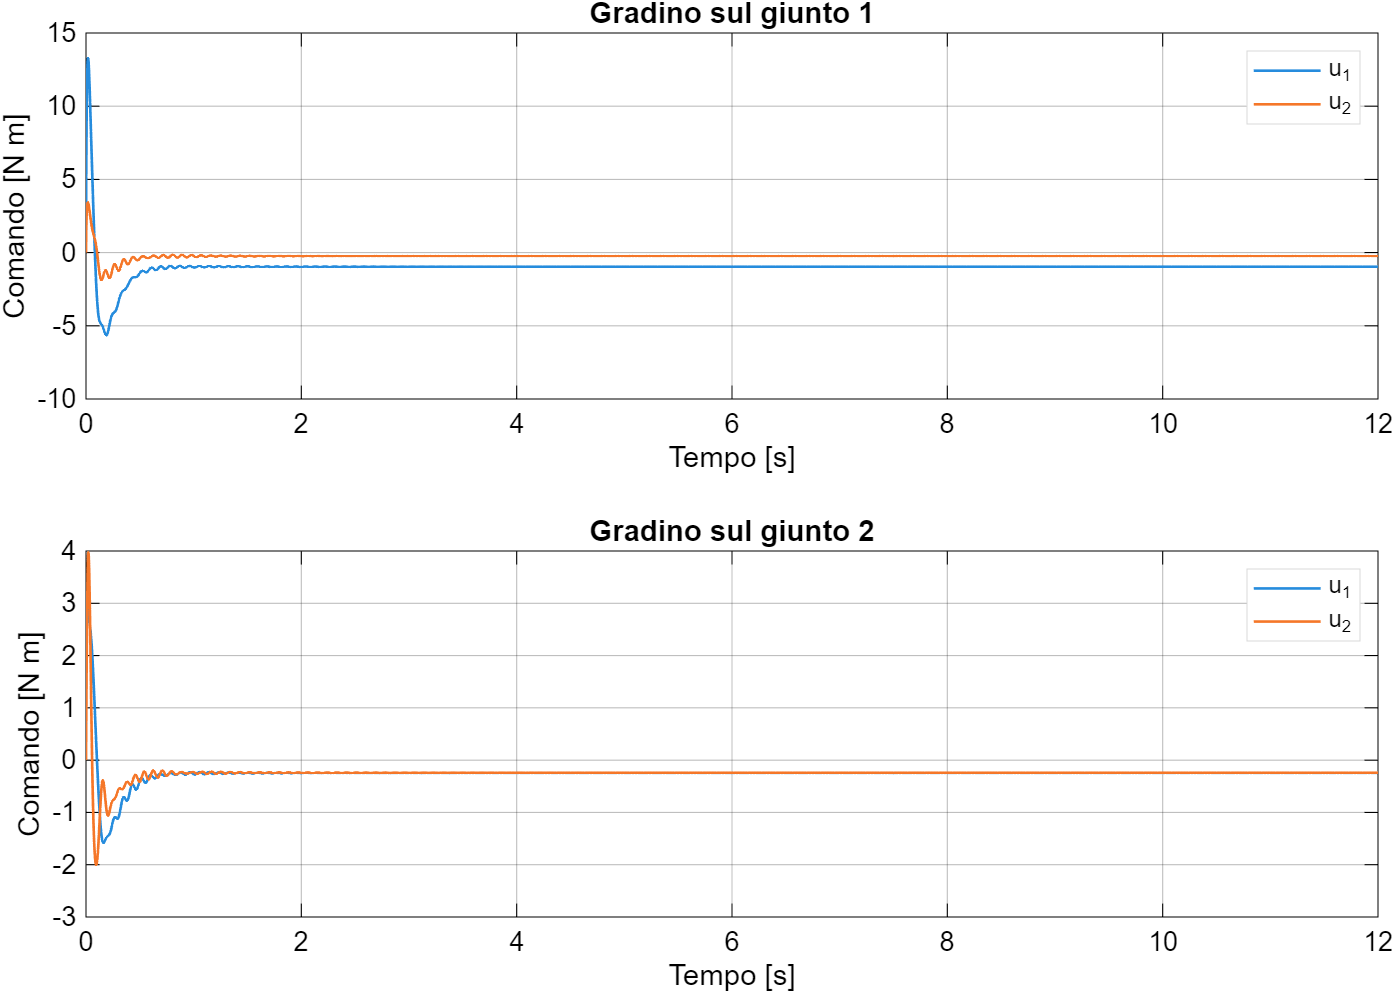 Gradino sul giunto 1
15
10
5
0
-5
-10
Comando [N m]
u1
u2
0 2 4 6 8 10 12
Tempo [s]
Gradino sul giunto 2
4
3
2
1
0
-1
-2
-3
Comando [N m]
u1
u2
0 2 4 6 8 10 12
Tempo [s]